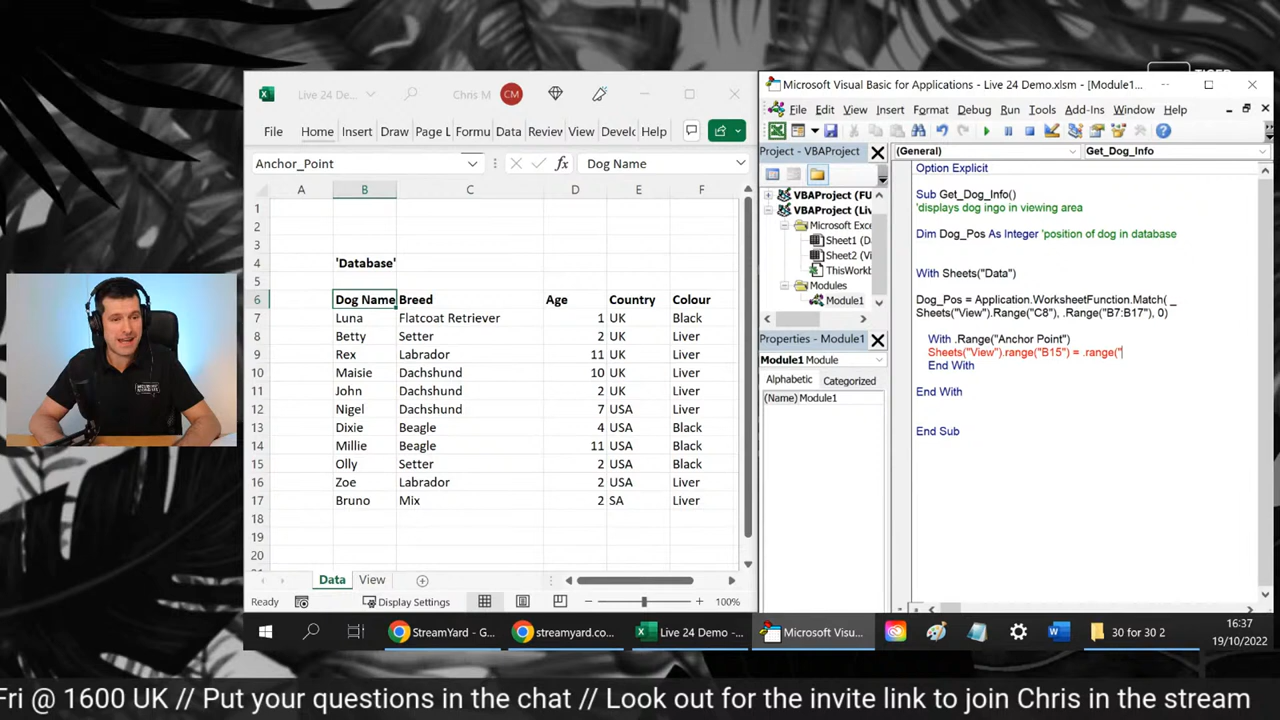 Microsoft Visual Basic for Applications - Live 24 Demo.xlsm - [Module1...
Live 24 De...
Chris M
CM
File Home Insert Draw Page L Formu Data Review View Develo Help
File Edit View Insert Format Debug Run Tools Add-Ins Window Help
Anchor_Point
fx
Dog Name
Project - VBAProject
(General)
Get_Dog_Info
A B C D E F
1
2
3
4 'Database'
5
6 Dog Name Breed Age Country Colour
7 Luna Flatcoat Retriever 1 UK Black
8 Betty Setter 2 UK Liver
9 Rex Labrador 11 UK Liver
10 Maisie Dachshund 10 UK Liver
11 John Dachshund 2 UK Liver
12 Nigel Dachshund 7 USA Liver
13 Dixie Beagle 4 USA Black
14 Millie Beagle 11 USA Black
15 Olly Setter 2 USA Black
16 Zoe Labrador 2 USA Liver
17 Bruno Mix 2 SA Liver
18
19
20
Data View
Ready
Display Settings
100%
VBAProject (FU
VBAProject (Liv
Microsoft Exce
Sheet1 (D
Sheet2 (V
ThisWorkb
Modules
Module1
Properties - Module1
Module1 Module
Alphabetic Categorized
(Name) Module1
Option Explicit
Sub Get_Dog_Info()
'displays dog ingo in viewing area
Dim Dog_Pos As Integer 'position of dog in database
With Sheets("Data")
Dog_Pos = Application.WorksheetFunction.Match( _
Sheets("View").Range("C8"), .Range("B7:B17"), 0)
With .Range("Anchor Point")
Sheets("View").range("B15") = .range("
End With
End With
End Sub
StreamYard - G...
streamyard.co...
Live 24 Demo -...
Microsoft Visu...
30 for 30 2
16:37
19/10/2022
Fri @ 1600 UK // Put your questions in the chat // Look out for the invite link to join Chris in the stream